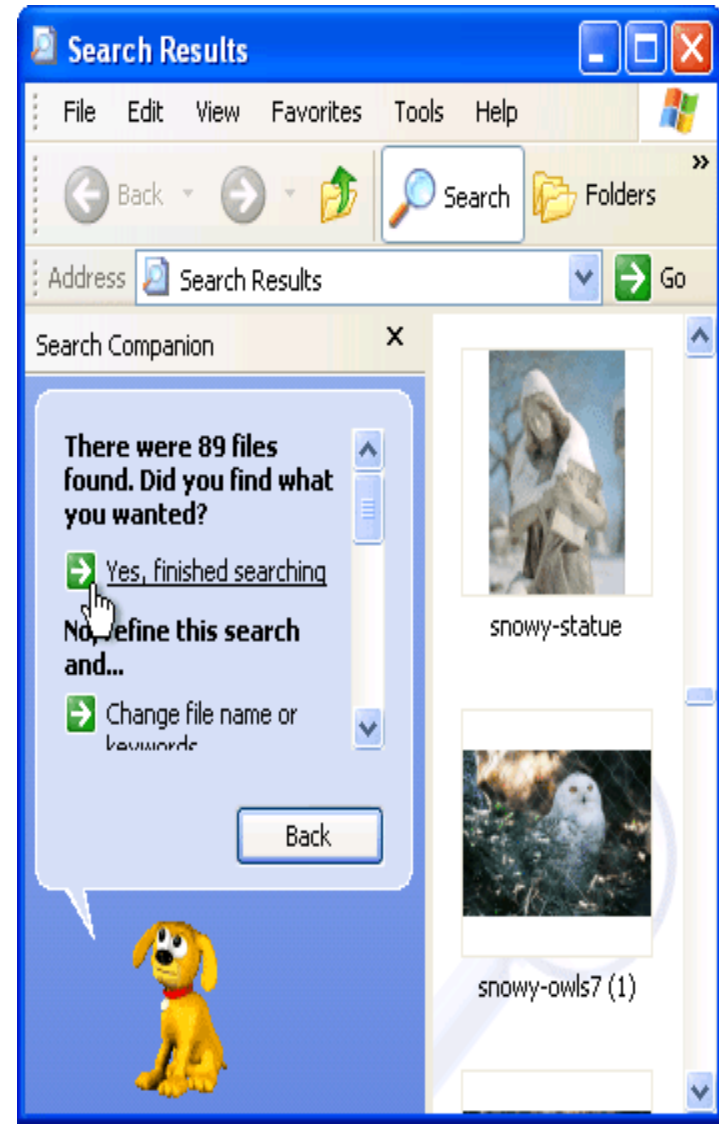 Search Results
File Edit View Favorites Tools Help
Back Search Folders »
Address Search Results Go
Search Companion x
There were 89 files
found. Did you find what
you wanted?
Yes, finished searching
No, refine this search
and...
Change file name or
keywords
Back
snowy-statue
snowy-owls7 (1)